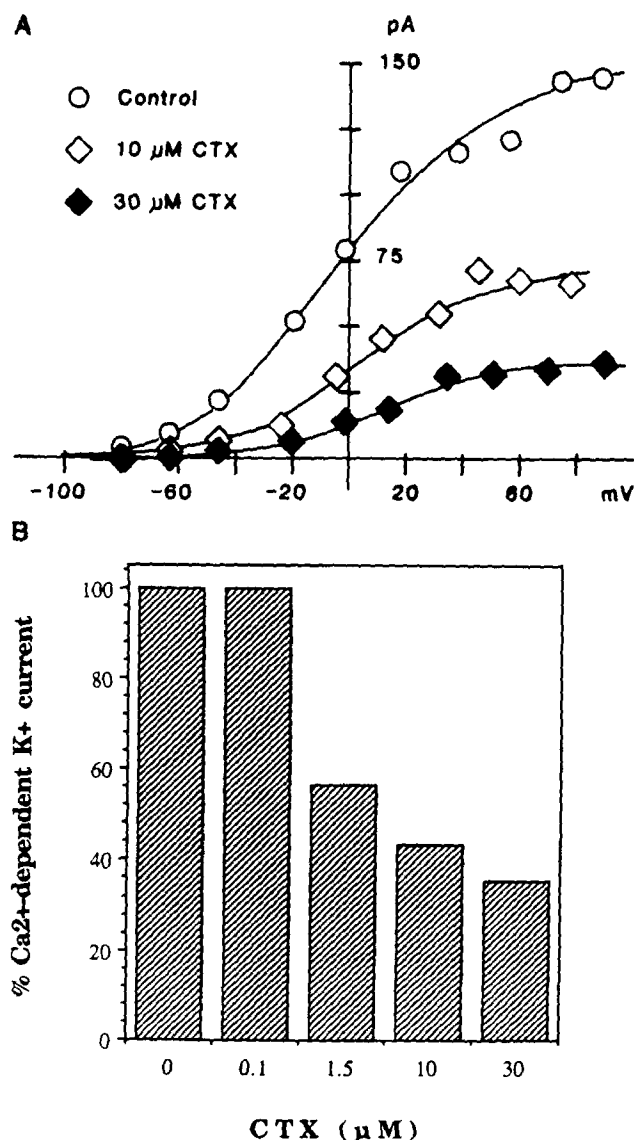 A
pA
150
Control
10 µM CTX
30 µM CTX
75
-100 -60 -20 20 60 mV
B
% Ca2+-dependent K+ current
100
80
60
40
20
0
0 0.1 1.5 10 30
CTX (µM)